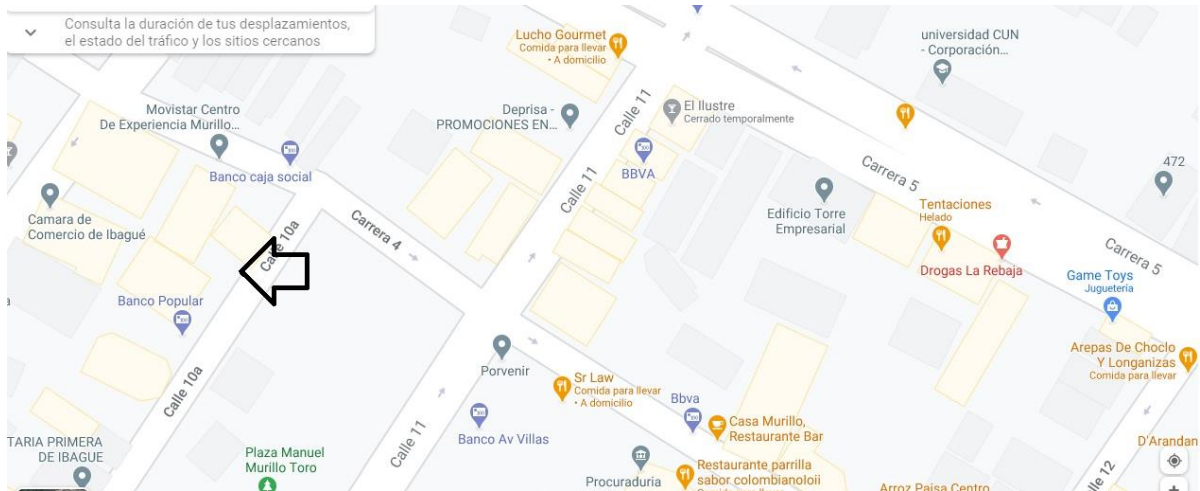 Consulta la duración de tus desplazamientos,
el estado del tráfico y los sitios cercanos
Lucho Gourmet
Comida para llevar
• A domicilio
universidad CUN
- Corporación...
Movistar Centro
De Experiencia Murillo...
Deprisa -
PROMOCIONES EN...
Calle 11
El Ilustre
Cerrado temporalmente
BBVA
Banco caja social
Carrera 5
472
Calle 11
Camara de
Comercio de Ibagué
Carrera 4
Calle 10a
Edificio Torre
Empresarial
Tentaciones
Helado
Drogas La Rebaja
Carrera 5
Game Toys
Juguetería
Banco Popular
Arepas De Choclo
Y Longanizas
Comida para llevar
Porvenir
Calle 10a
Sr Law
Comida para llevar
• A domicilio
Bbva
Casa Murillo,
Restaurante Bar
Banco Av Villas
Calle 11
TARIA PRIMERA
DE IBAGUE
Plaza Manuel
Murillo Toro
D'Arandan
Procuraduria
Restaurante parrilla
sabor colombianoloii
Arroz Paisa Centro
lle 12